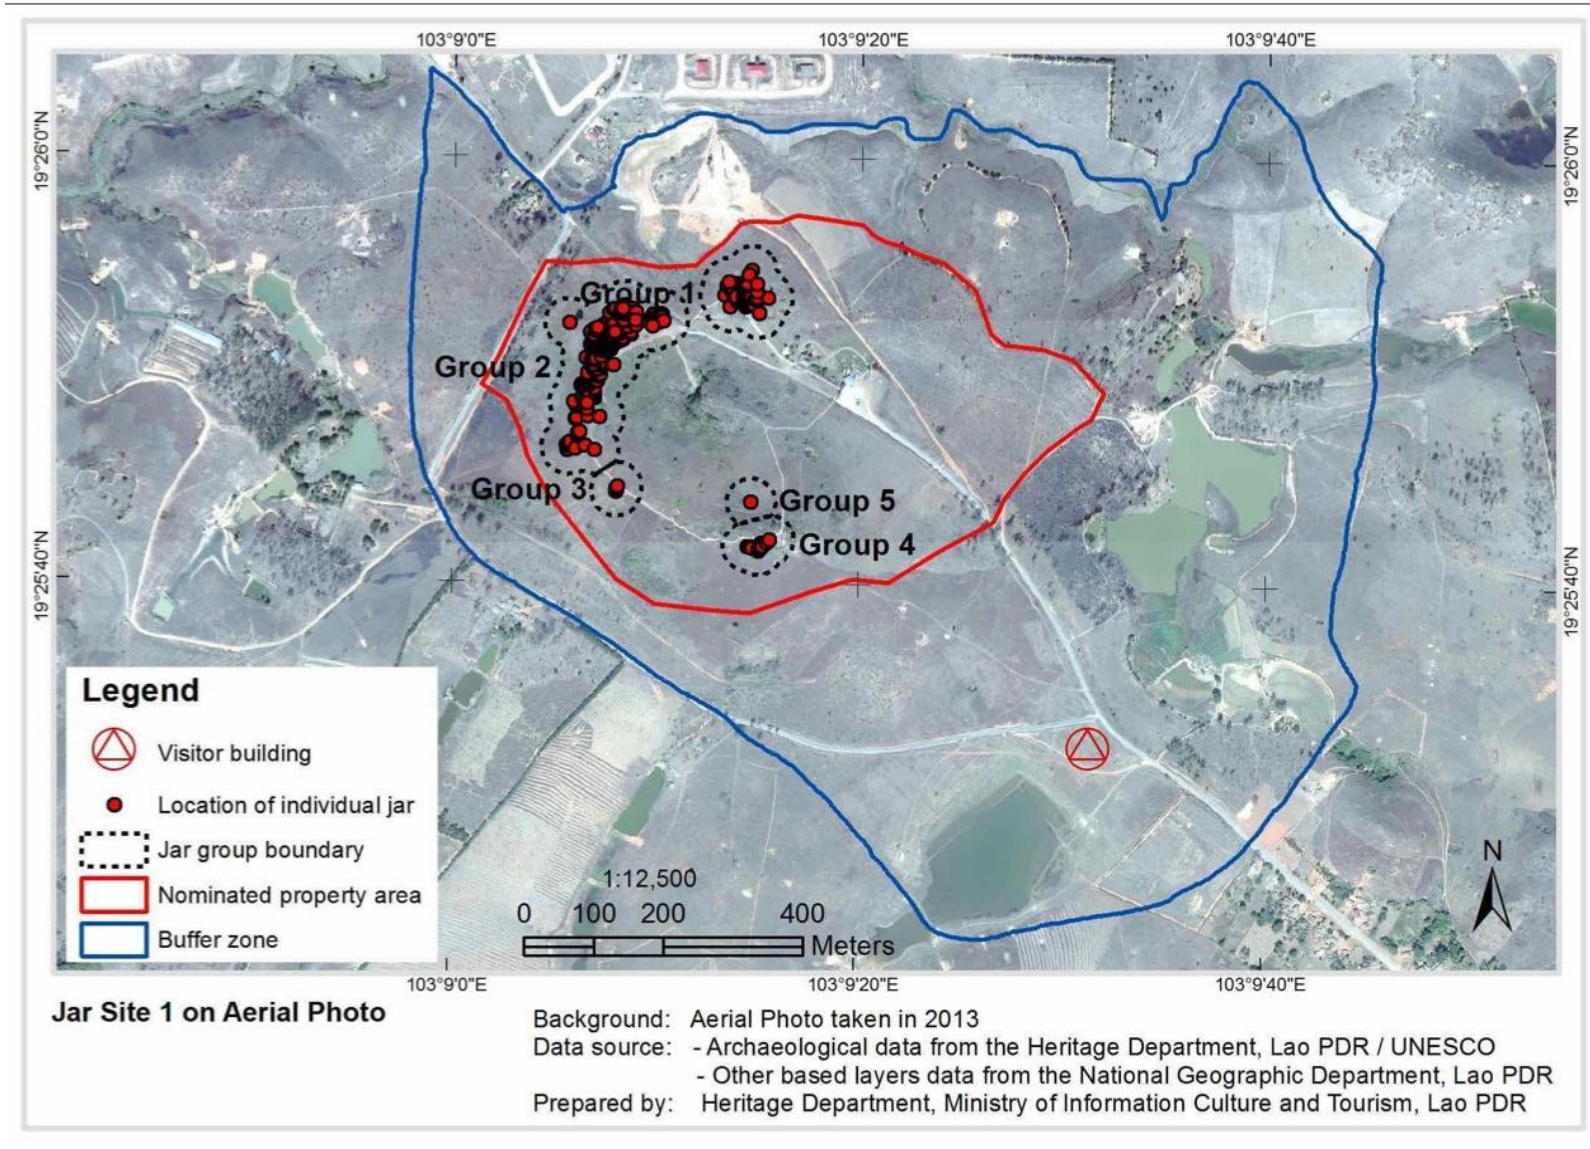 103°9'0"E 103°9'20"E 103°9'40"E
19°26'0"N 19°26'0"N
Group 1
Group 2
Group 3
Group 5
Group 4
19°25'40"N 19°25'40"N
Legend
Visitor building
Location of individual jar
Jar group boundary
Nominated property area
Buffer zone
1:12,500
0 100 200 400
Meters
N
103°9'0"E 103°9'20"E 103°9'40"E
Jar Site 1 on Aerial Photo
Background: Aerial Photo taken in 2013
Data source: - Archaeological data from the Heritage Department, Lao PDR / UNESCO
- Other based layers data from the National Geographic Department, Lao PDR
Prepared by: Heritage Department, Ministry of Information Culture and Tourism, Lao PDR